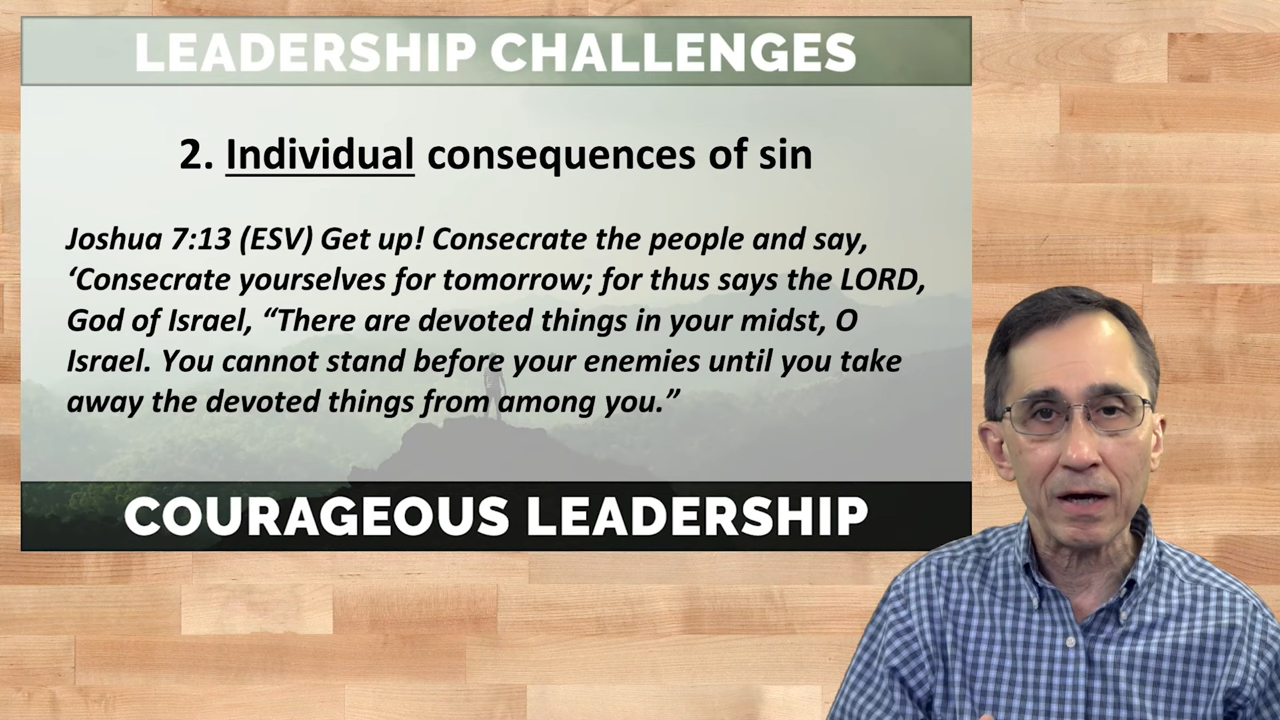 LEADERSHIP CHALLENGES
2. Individual consequences of sin
Joshua 7:13 (ESV) Get up! Consecrate the people and say,
‘Consecrate yourselves for tomorrow; for thus says the LORD,
God of Israel, “There are devoted things in your midst, O
Israel. You cannot stand before your enemies until you take
away the devoted things from among you.”
COURAGEOUS LEADERSHIP